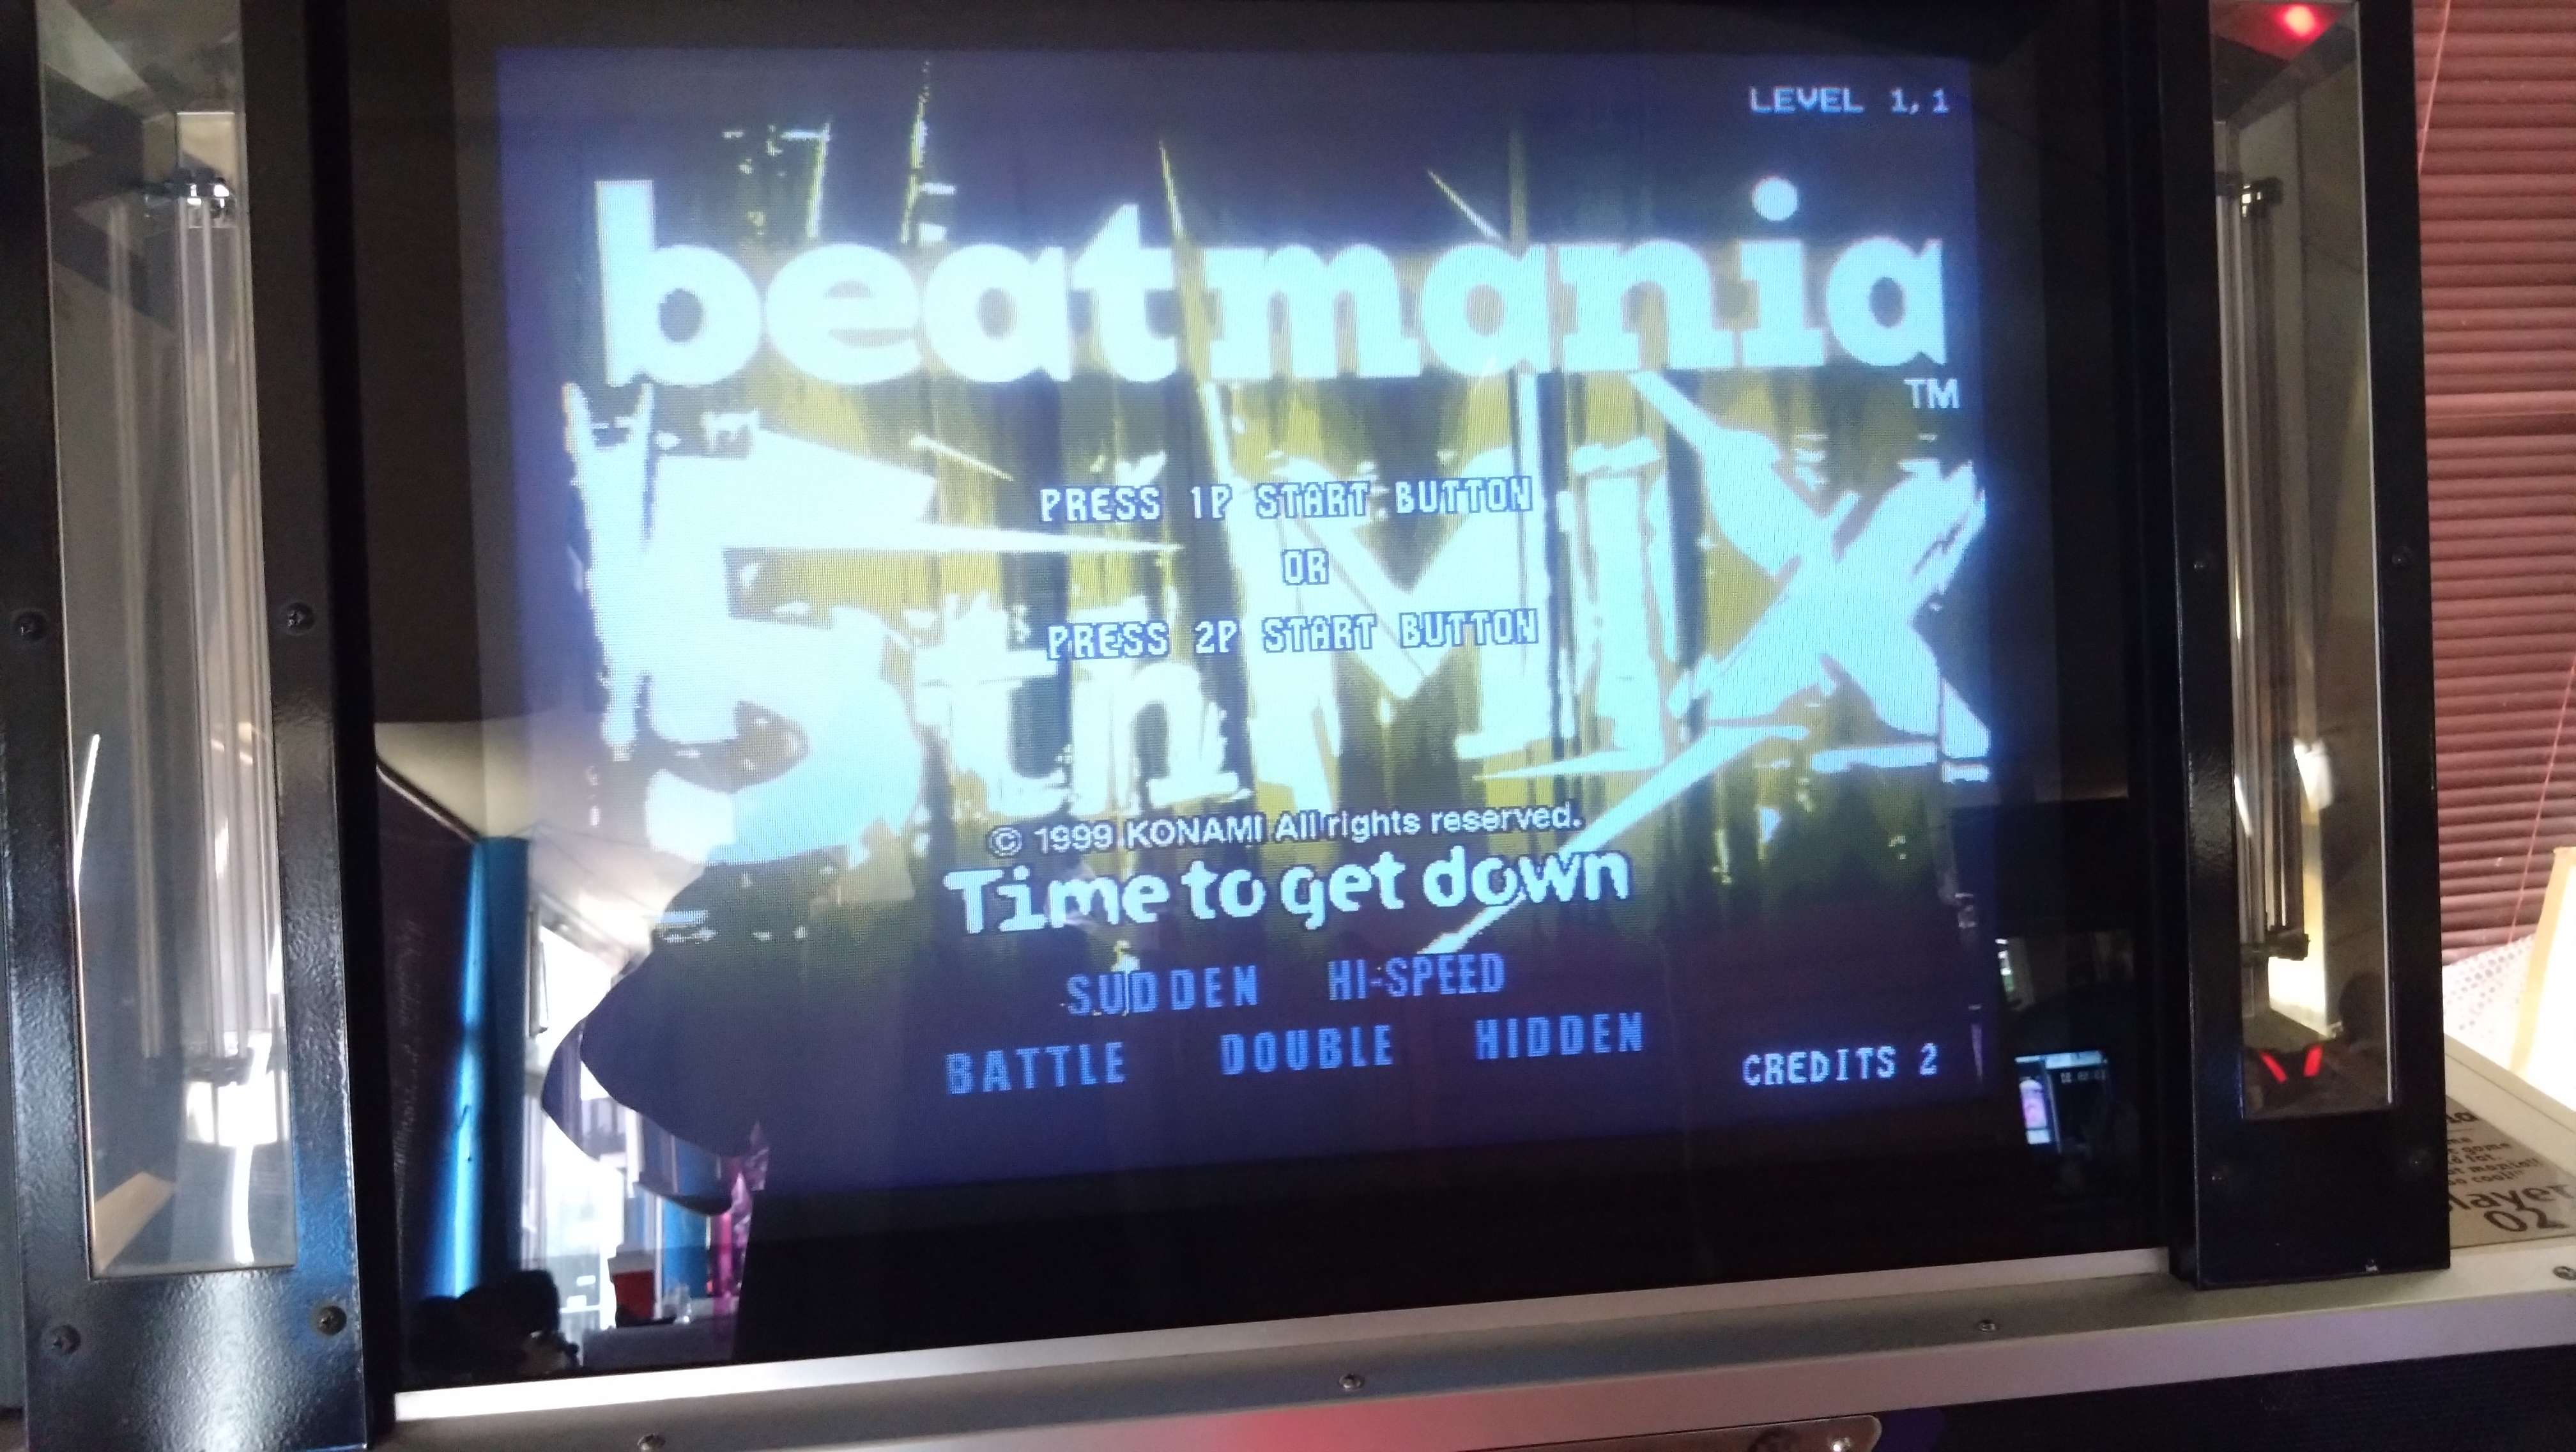 LEVEL 1,1
beatmania
TM
5th MIX
PRESS 1P START BUTTON
OR
PRESS 2P START BUTTON
© 1999 KONAMI All rights reserved.
Time to get down
SUDDEN HI-SPEED
BATTLE DOUBLE HIDDEN
CREDITS 2
game
player
02